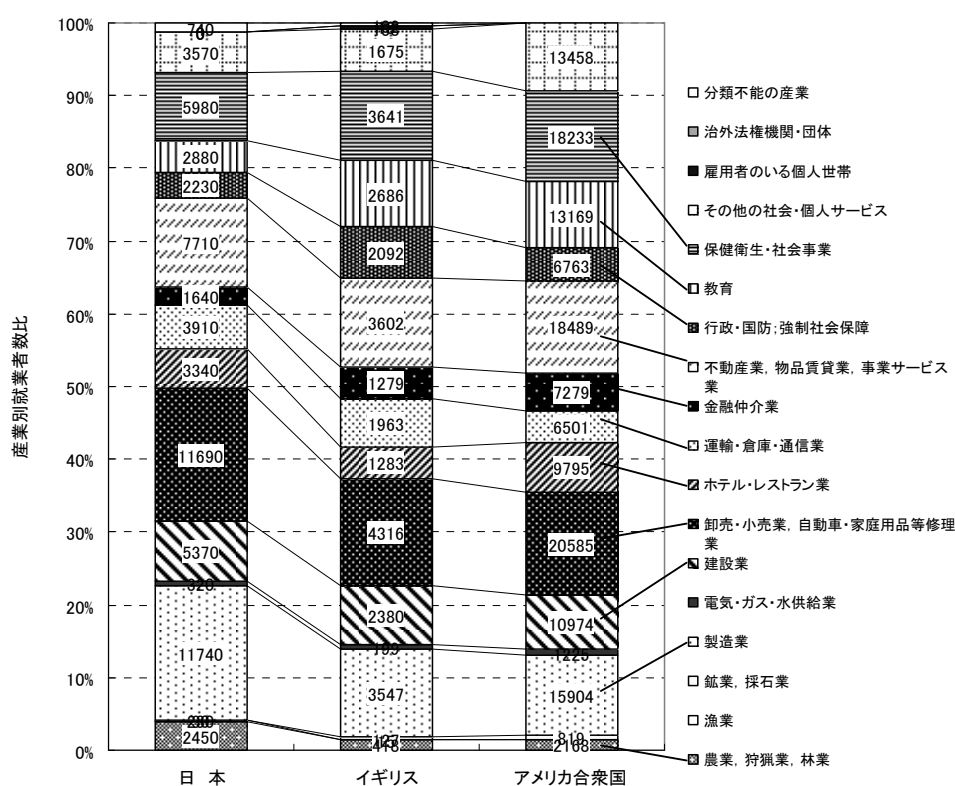 100%
90%
80%
70%
60%
50%
40%
30%
20%
10%
0%
産業別就業者数比
740
0
3570
5980
2880
2230
7710
1640
3910
3340
11690
5370
320
11740
2450
1675
3641
2686
2092
3602
1279
1963
1283
4316
2380
199
3547
127
418
13458
18233
13169
6763
18489
7279
6501
9795
20585
10974
1225
15904
819
2168
日 本
イギリス
アメリカ合衆国
分類不能の産業
治外法権機関・団体
雇用者のいる個人世帯
その他の社会・個人サービス
保健衛生・社会事業
教育
行政・国防;強制社会保障
不動産業, 物品賃貸業, 事業サービス
業
金融仲介業
運輸・倉庫・通信業
ホテル・レストラン業
卸売・小売業, 自動車・家庭用品等修理
業
建設業
電気・ガス・水供給業
製造業
鉱業, 採石業
漁業
農業, 狩猟業, 林業